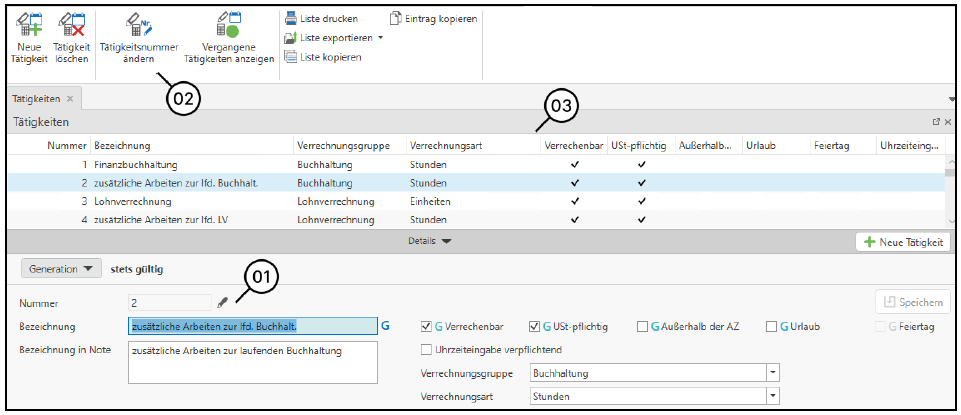 Neue Tätigkeit
Tätigkeit löschen
Tätigkeitsnummer ändern
Vergangene Tätigkeiten anzeigen
Liste drucken
Liste exportieren
Liste kopieren
Eintrag kopieren
02
03
Tätigkeiten ×
Tätigkeiten
Nummer Bezeichnung Verrechnungsgruppe Verrechnungsart Verrechenbar USt-pflichtig Außerhalb... Urlaub Feiertag Uhrzeiteing...
1 Finanzbuchhaltung Buchhaltung Stunden ✓ ✓
2 zusätzliche Arbeiten zur lfd. Buchhalt. Buchhaltung Stunden ✓ ✓
3 Lohnverrechnung Lohnverrechnung Einheiten ✓ ✓
4 zusätzliche Arbeiten zur lfd. LV Lohnverrechnung Stunden ✓ ✓
Details
Neue Tätigkeit
Generation stets gültig
01
Nummer 2
Speichern
Bezeichnung zusätzliche Arbeiten zur lfd. Buchhalt. G
G Verrechenbar G USt-pflichtig G Außerhalb der AZ G Urlaub G Feiertag
Bezeichnung in Note zusätzliche Arbeiten zur laufenden Buchhaltung
Uhrzeiteingabe verpflichtend
Verrechnungsgruppe Buchhaltung
Verrechnungsart Stunden